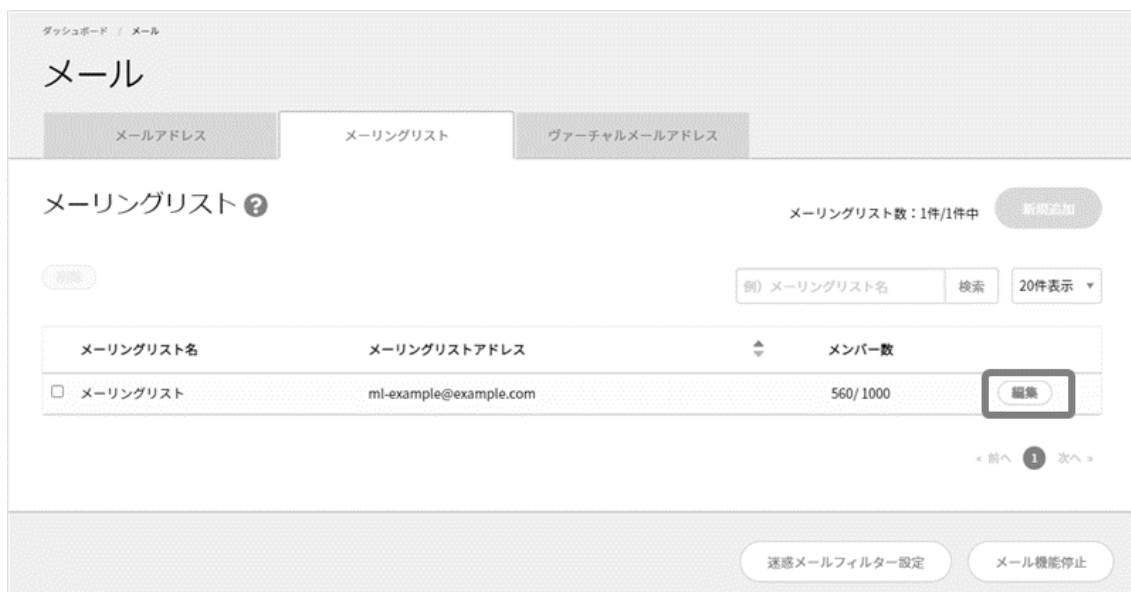 ダッシュボード / メール
メール
メールアドレス メーリングリスト ヴァーチャルメールアドレス
メーリングリスト ?
メーリングリスト数：1件/1件中 新規追加
削除
例）メーリングリスト名 検索 20件表示
メーリングリスト名 メーリングリストアドレス メンバー数
メーリングリスト ml-example@example.com 560/1000 編集
« 前へ 1 次へ »
迷惑メールフィルター設定 メール機能停止